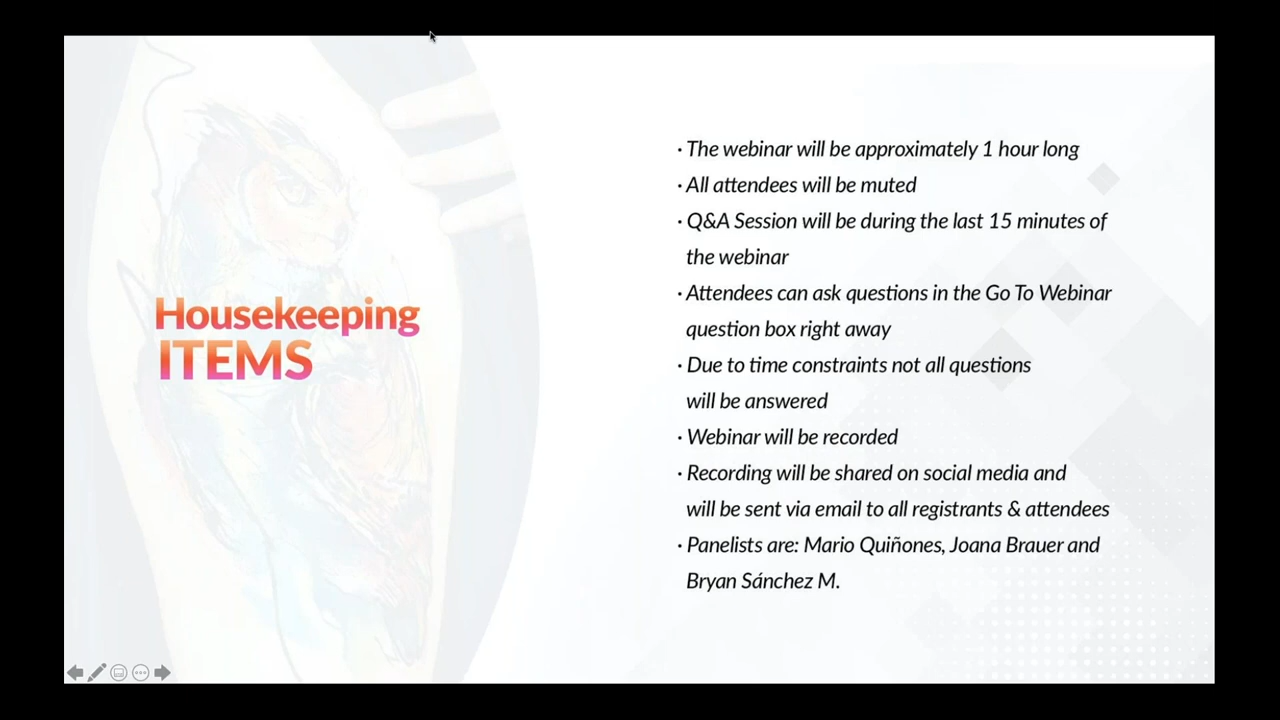 Housekeeping
ITEMS
· The webinar will be approximately 1 hour long
· All attendees will be muted
· Q&A Session will be during the last 15 minutes of
the webinar
· Attendees can ask questions in the Go To Webinar
question box right away
· Due to time constraints not all questions
will be answered
· Webinar will be recorded
· Recording will be shared on social media and
will be sent via email to all registrants & attendees
· Panelists are: Mario Quiñones, Joana Brauer and
Bryan Sánchez M.